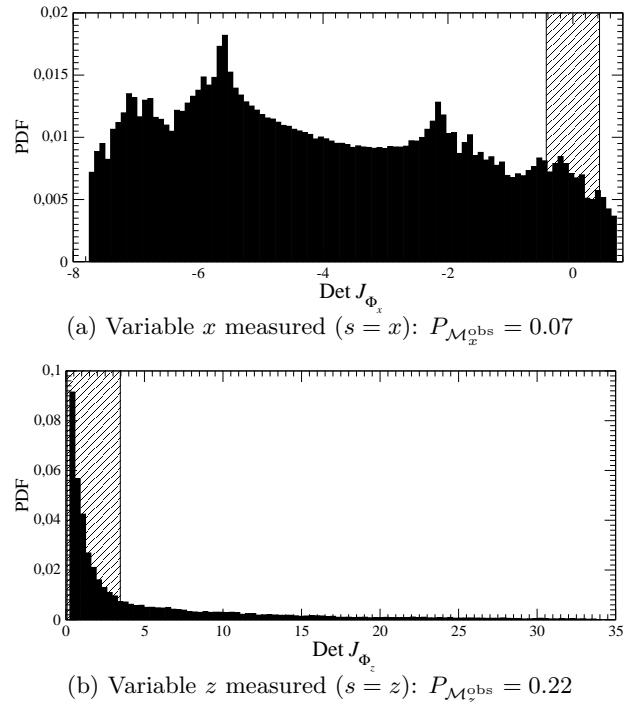 0,02
0,015
0,01
0,005
0
PDF
-8 -6 -4 -2 0
Det J_{Φ_x}
(a) Variable x measured (s = x): P_{M_x^{obs}} = 0.07
0,1
0,08
0,06
0,04
0,02
0
PDF
0 5 10 15 20 25 30 35
Det J_{Φ_z}
(b) Variable z measured (s = z): P_{M_z^{obs}} = 0.22